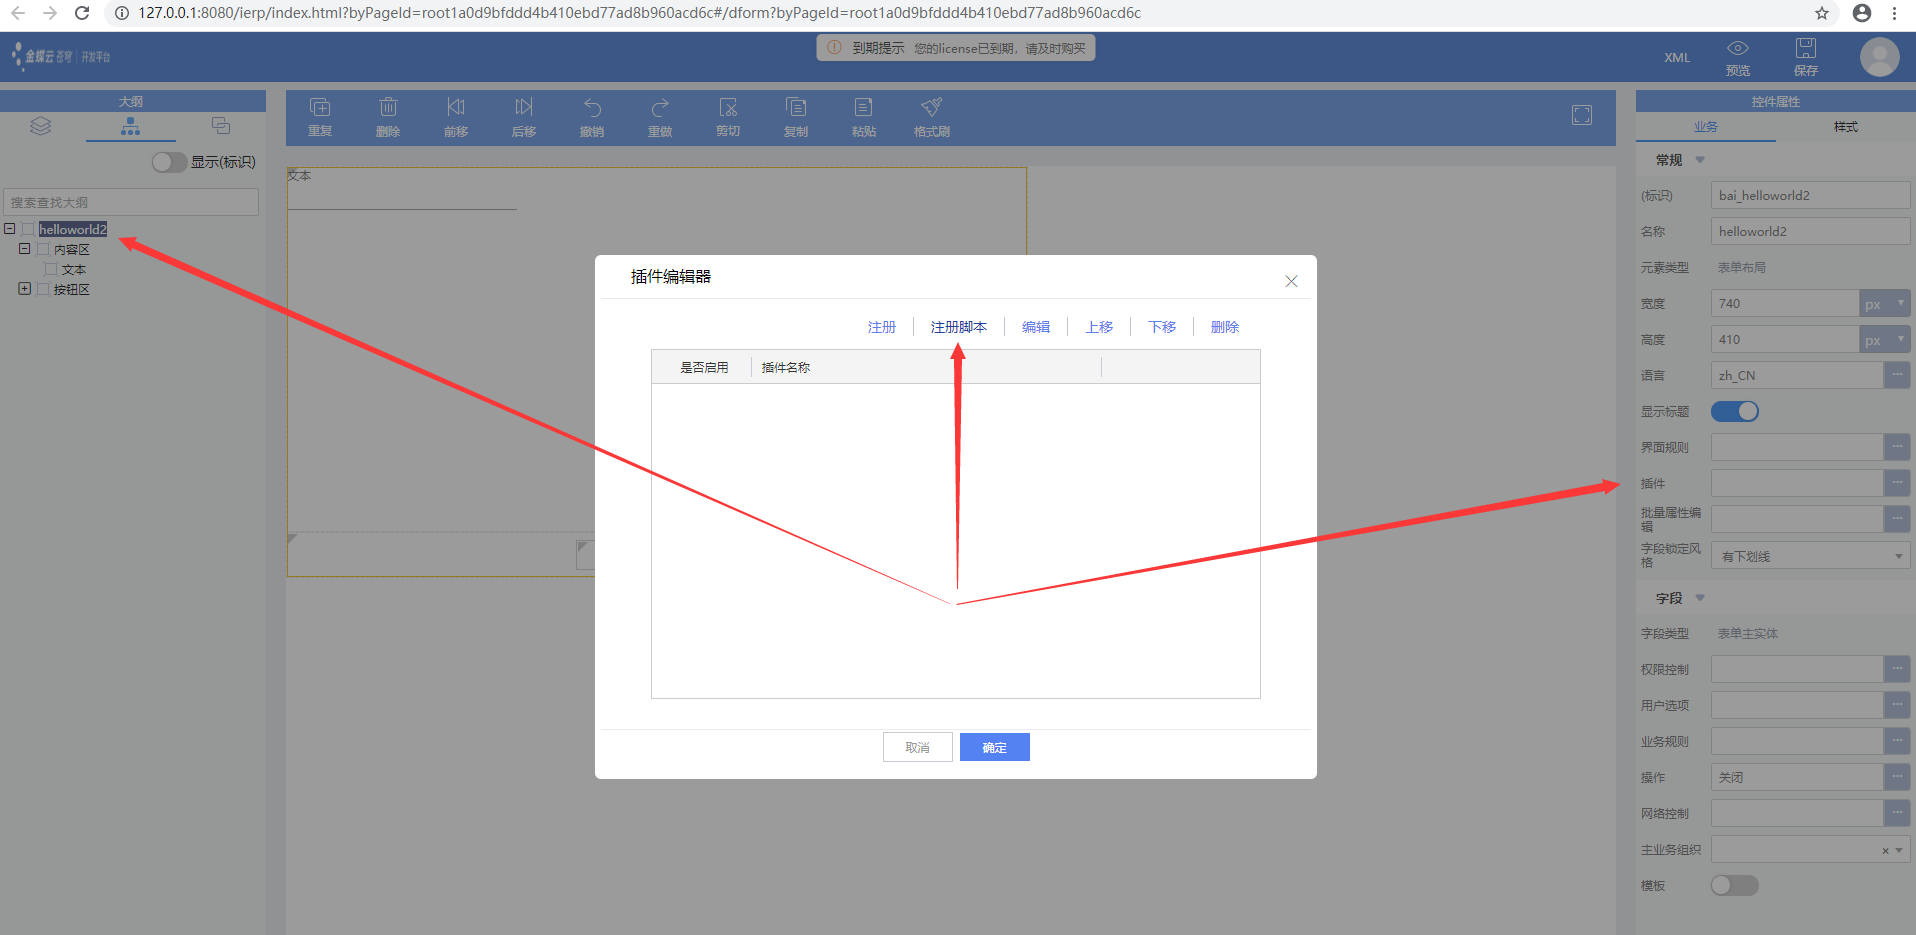 127.0.0.1:8080/ierp/index.html?byPageId=root1a0d9bfddd4b410ebd77ad8b960acd6c#/dform?byPageId=root1a0d9bfddd4b410ebd77ad8b960acd6c
金蝶云 苍穹 | 开发平台
到期提示 您的license已到期，请及时购买
XML
预览
保存
大纲
显示(标识)
搜索查找大纲
helloworld2
内容区
文本
按钮区
重复
删除
前移
后移
撤销
重做
剪切
复制
粘贴
格式刷
文本
插件编辑器
注册
注册脚本
编辑
上移
下移
删除
是否启用
插件名称
取消
确定
控件属性
业务
样式
常规
(标识)
bai_helloworld2
名称
helloworld2
元素类型
表单布局
宽度
740
px
高度
410
px
语言
zh_CN
显示标题
界面规则
插件
批量属性编
辑
字段锁定风
格
有下划线
字段
字段类型
表单主实体
权限控制
用户选项
业务规则
操作
关闭
网络控制
主业务组织
模板